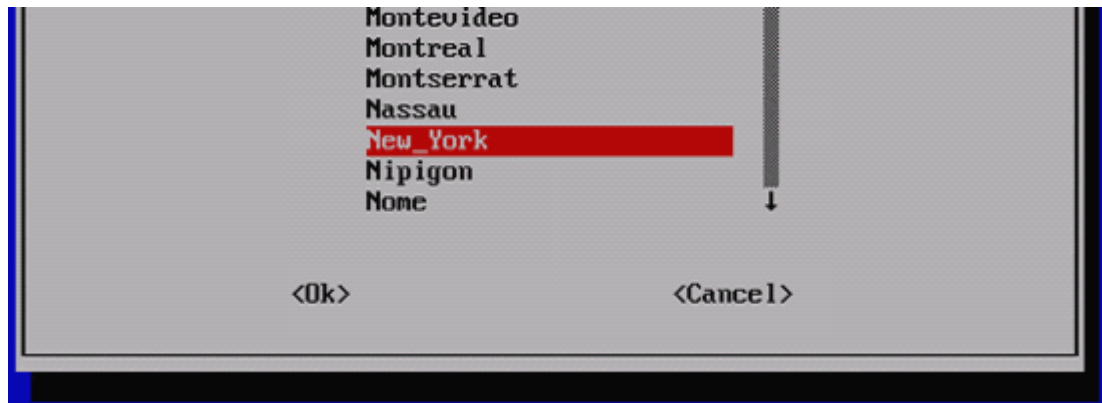 Montevideo
Montreal
Montserrat
Nassau
New_York
Nipigon
Nome
<Ok> <Cancel>